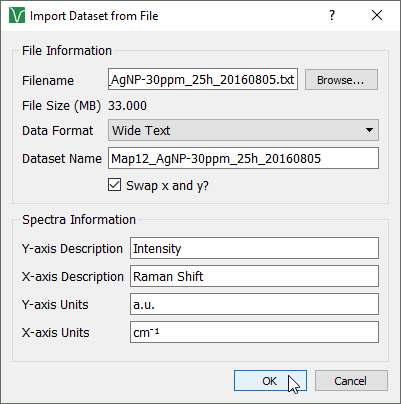 Import Dataset from File ? ×
File Information
Filename _AgNP-30ppm_25h_20160805.txt Browse...
File Size (MB) 33.000
Data Format Wide Text
Dataset Name Map12_AgNP-30ppm_25h_20160805
Swap x and y?
Spectra Information
Y-axis Description Intensity
X-axis Description Raman Shift
Y-axis Units a.u.
X-axis Units cm⁻¹
OK Cancel